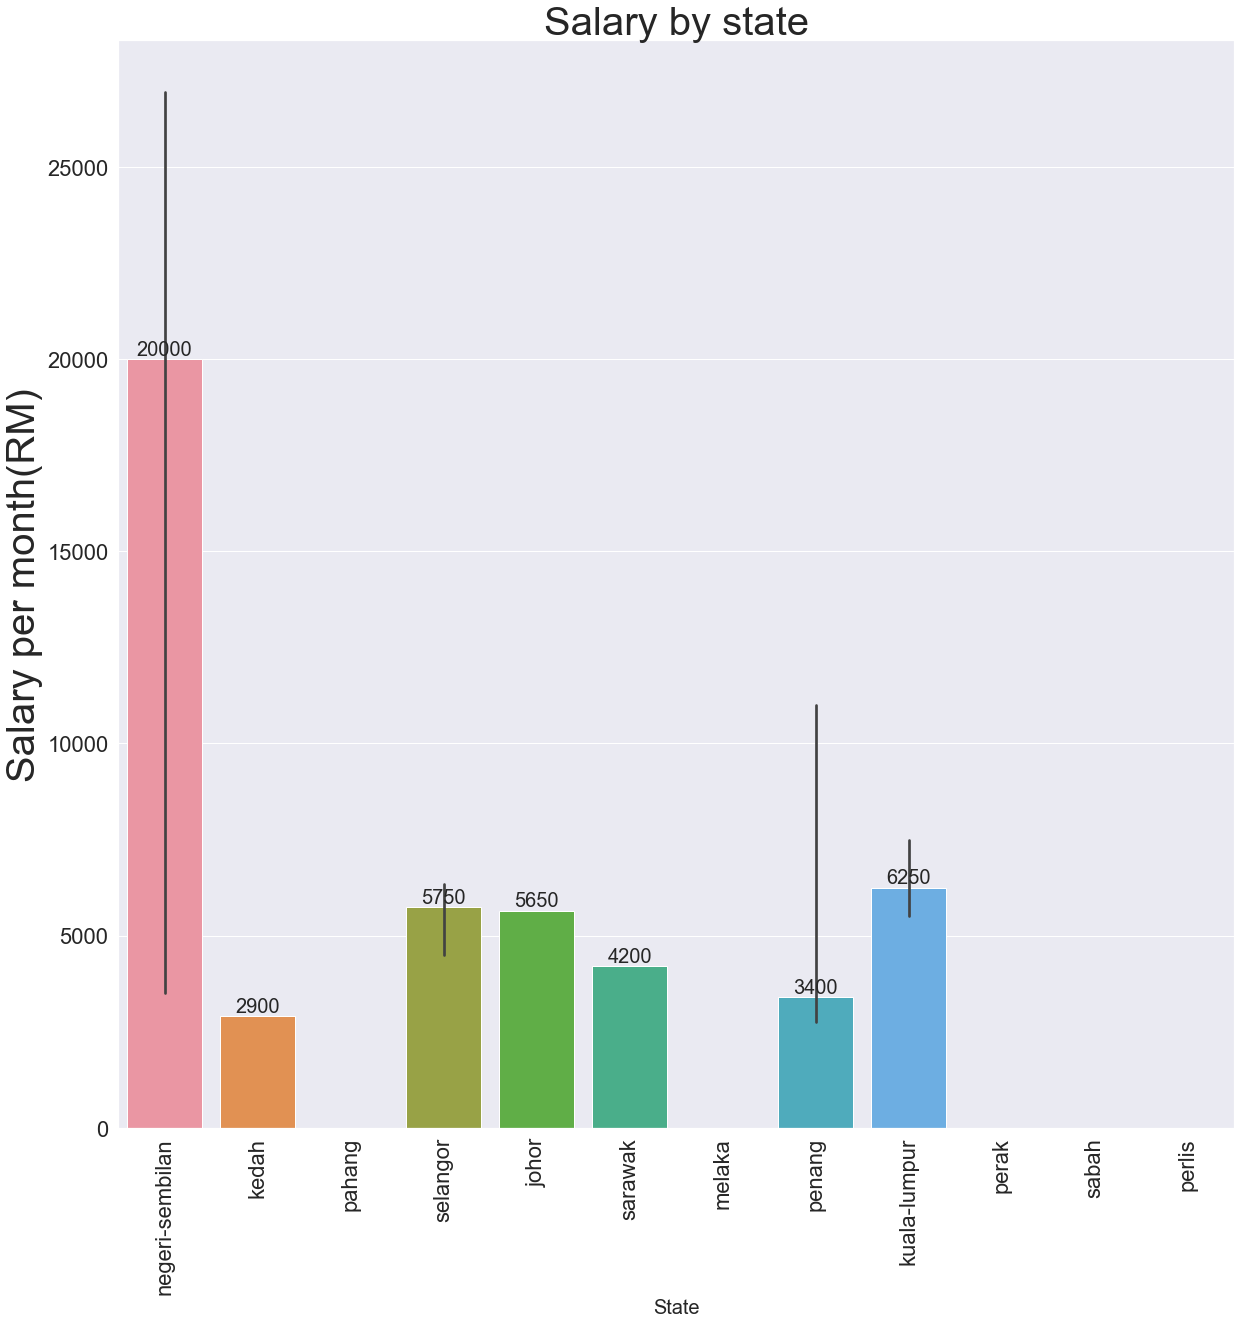 Salary by state
Salary per month(RM)
25000
20000
15000
10000
5000
0
20000
2900
5750
5650
4200
3400
6250
negeri-sembilan
kedah
pahang
selangor
johor
sarawak
melaka
penang
kuala-lumpur
perak
sabah
perlis
State